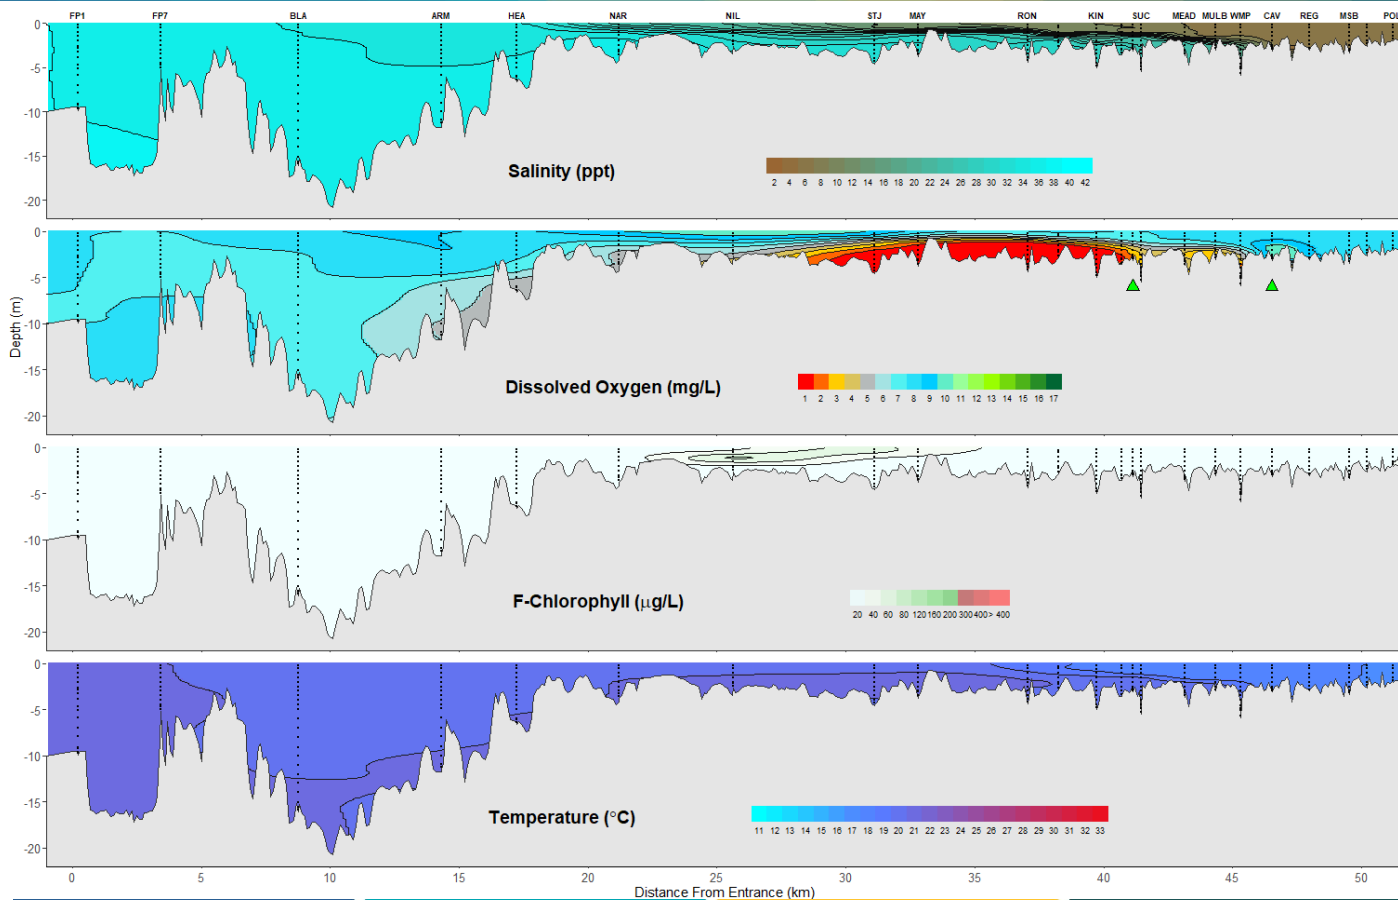 FP1 FP7 BLA ARM HEA NAR NIL STJ MAY RON KIN SUC MEAD MULB WMP CAV REG MSB POL
0
-5
-10
-15
-20
Salinity (ppt)
2 4 6 8 10 12 14 16 18 20 22 24 26 28 30 32 34 36 38 40 42
0
-5
-10
-15
-20
Depth (m)
Dissolved Oxygen (mg/L)
1 2 3 4 5 6 7 8 9 10 11 12 13 14 15 16 17
0
-5
-10
-15
-20
F-Chlorophyll (μg/L)
20 40 60 80 120 160 200 300 400 > 400
0
-5
-10
-15
-20
Temperature (°C)
11 12 13 14 15 16 17 18 19 20 21 22 23 24 25 26 27 28 29 30 31 32 33
0 5 10 15 20 25 30 35 40 45 50
Distance From Entrance (km)